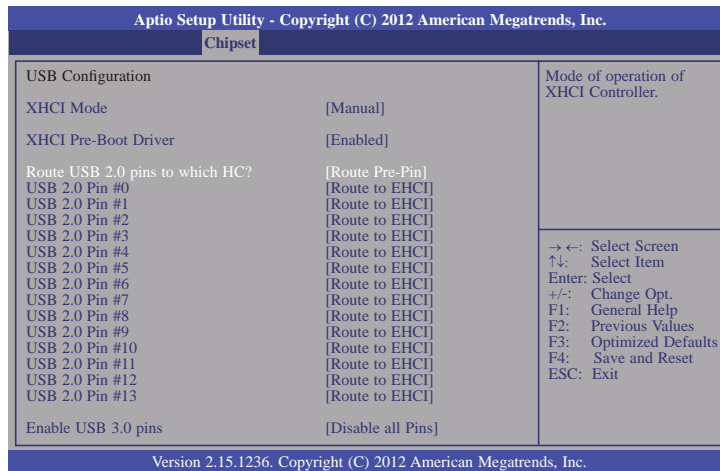 Aptio Setup Utility - Copyright (C) 2012 American Megatrends, Inc.
Chipset
USB Configuration
XHCI Mode [Manual]
XHCI Pre-Boot Driver [Enabled]
Route USB 2.0 pins to which HC? [Route Pre-Pin]
USB 2.0 Pin #0 [Route to EHCI]
USB 2.0 Pin #1 [Route to EHCI]
USB 2.0 Pin #2 [Route to EHCI]
USB 2.0 Pin #3 [Route to EHCI]
USB 2.0 Pin #4 [Route to EHCI]
USB 2.0 Pin #5 [Route to EHCI]
USB 2.0 Pin #6 [Route to EHCI]
USB 2.0 Pin #7 [Route to EHCI]
USB 2.0 Pin #8 [Route to EHCI]
USB 2.0 Pin #9 [Route to EHCI]
USB 2.0 Pin #10 [Route to EHCI]
USB 2.0 Pin #11 [Route to EHCI]
USB 2.0 Pin #12 [Route to EHCI]
USB 2.0 Pin #13 [Route to EHCI]
Enable USB 3.0 pins [Disable all Pins]
Mode of operation of
XHCI Controller.
→ ←: Select Screen
↑↓: Select Item
Enter: Select
+/-: Change Opt.
F1: General Help
F2: Previous Values
F3: Optimized Defaults
F4: Save and Reset
ESC: Exit
Version 2.15.1236. Copyright (C) 2012 American Megatrends, Inc.